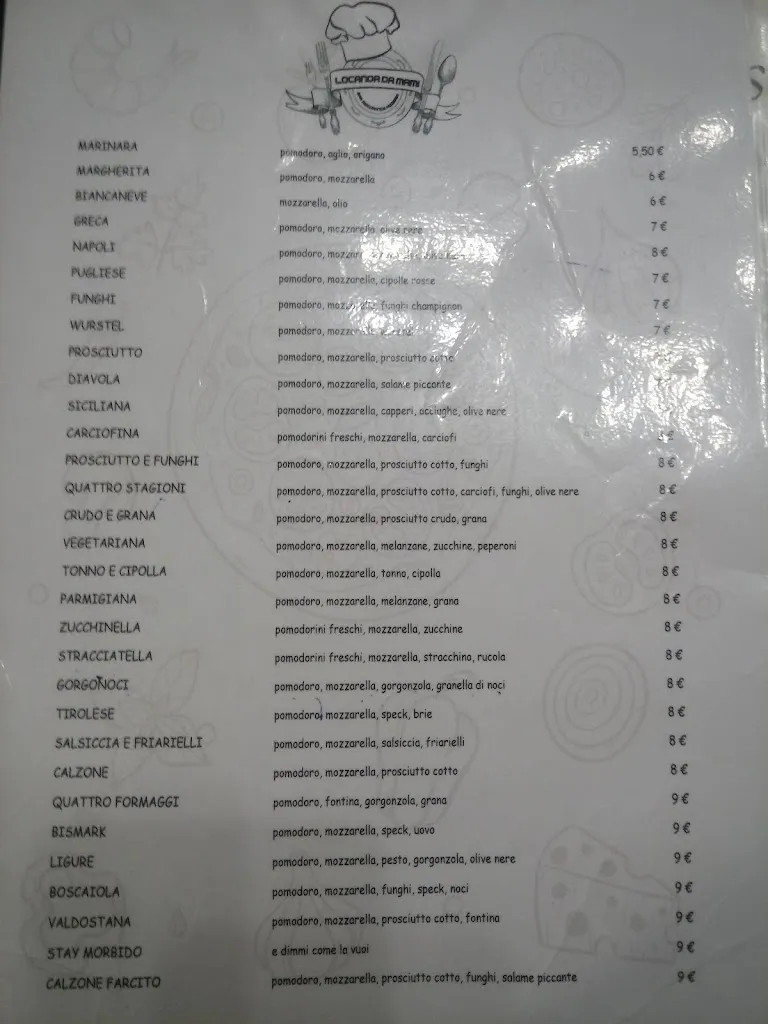 LOCANDA DA MAMI
MARINARA pomodoro, aglio, origano 5,50 €
MARGHERITA pomodoro, mozzarella 6 €
BIANCANEVE mozzarella, olio 6 €
GRECA pomodoro, mozzarella, olive nere 7 €
NAPOLI pomodoro, 8 €
PUGLIESE pomodoro, mozzarella, cipolle rosse 7 €
FUNGHI pomodoro, mozzarella, funghi champignon 7 €
WURSTEL pomodoro, mozzarella, 7 €
PROSCIUTTO pomodoro, mozzarella, prosciutto cotto
DIAVOLA pomodoro, mozzarella, salame piccante
SICILIANA pomodoro, mozzarella, capperi, acciughe, olive nere
CARCIOFINA pomodorini freschi, mozzarella, carciofi €
PROSCIUTTO E FUNGHI pomodoro, mozzarella, prosciutto cotto, funghi 8 €
QUATTRO STAGIONI pomodoro, mozzarella, prosciutto cotto, carciofi, funghi, olive nere 8 €
CRUDO E GRANA pomodoro, mozzarella, prosciutto crudo, grana 8 €
VEGETARIANA pomodoro, mozzarella, melanzane, zucchine, peperoni 8 €
TONNO E CIPOLLA pomodoro, mozzarella, tonno, cipolla 8 €
PARMIGIANA pomodoro, mozzarella, melanzane, grana 8 €
ZUCCHINELLA pomodorini freschi, mozzarella, zucchine 8 €
STRACCIATELLA pomodorini freschi, mozzarella, stracchino, rucola 8 €
GORGONOCI pomodoro, mozzarella, gorgonzola, granella di noci 8 €
TIROLESE pomodoro, mozzarella, speck, brie 8 €
SALSICCIA E FRIARIELLI pomodoro, mozzarella, salsiccia, friarielli 8 €
CALZONE pomodoro, mozzarella, prosciutto cotto 8 €
QUATTRO FORMAGGI pomodoro, fontina, gorgonzola, grana 9 €
BISMARK pomodoro, mozzarella, speck, uovo 9 €
LIGURE pomodoro, mozzarella, pesto, gorgonzola, olive nere 9 €
BOSCAIOLA pomodoro, mozzarella, funghi, speck, noci 9 €
VALDOSTANA pomodoro, mozzarella, prosciutto cotto, fontina 9 €
STAY MORBIDO e dimmi come la vuoi 9 €
CALZONE FARCITO pomodoro, mozzarella, prosciutto cotto, funghi, salame piccante 9 €